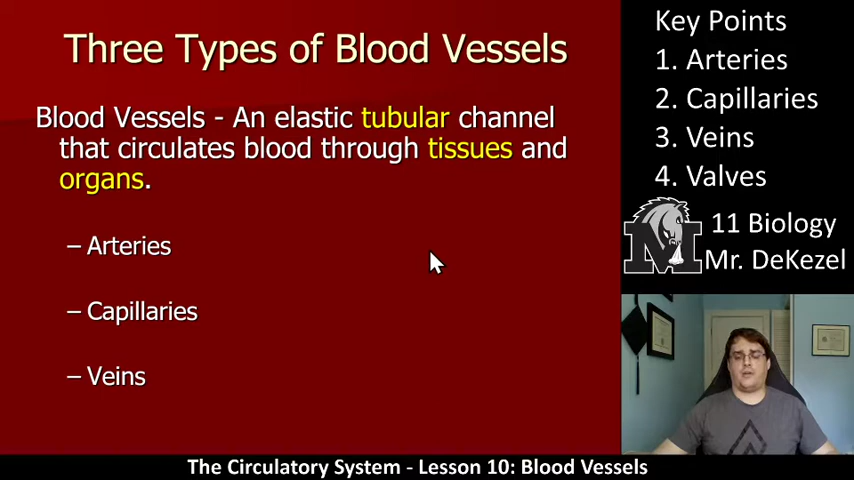 Three Types of Blood Vessels
Blood Vessels - An elastic tubular channel
that circulates blood through tissues and
organs.
– Arteries
– Capillaries
– Veins
Key Points
1. Arteries
2. Capillaries
3. Veins
4. Valves
M
11 Biology
Mr. DeKezel
The Circulatory System - Lesson 10: Blood Vessels